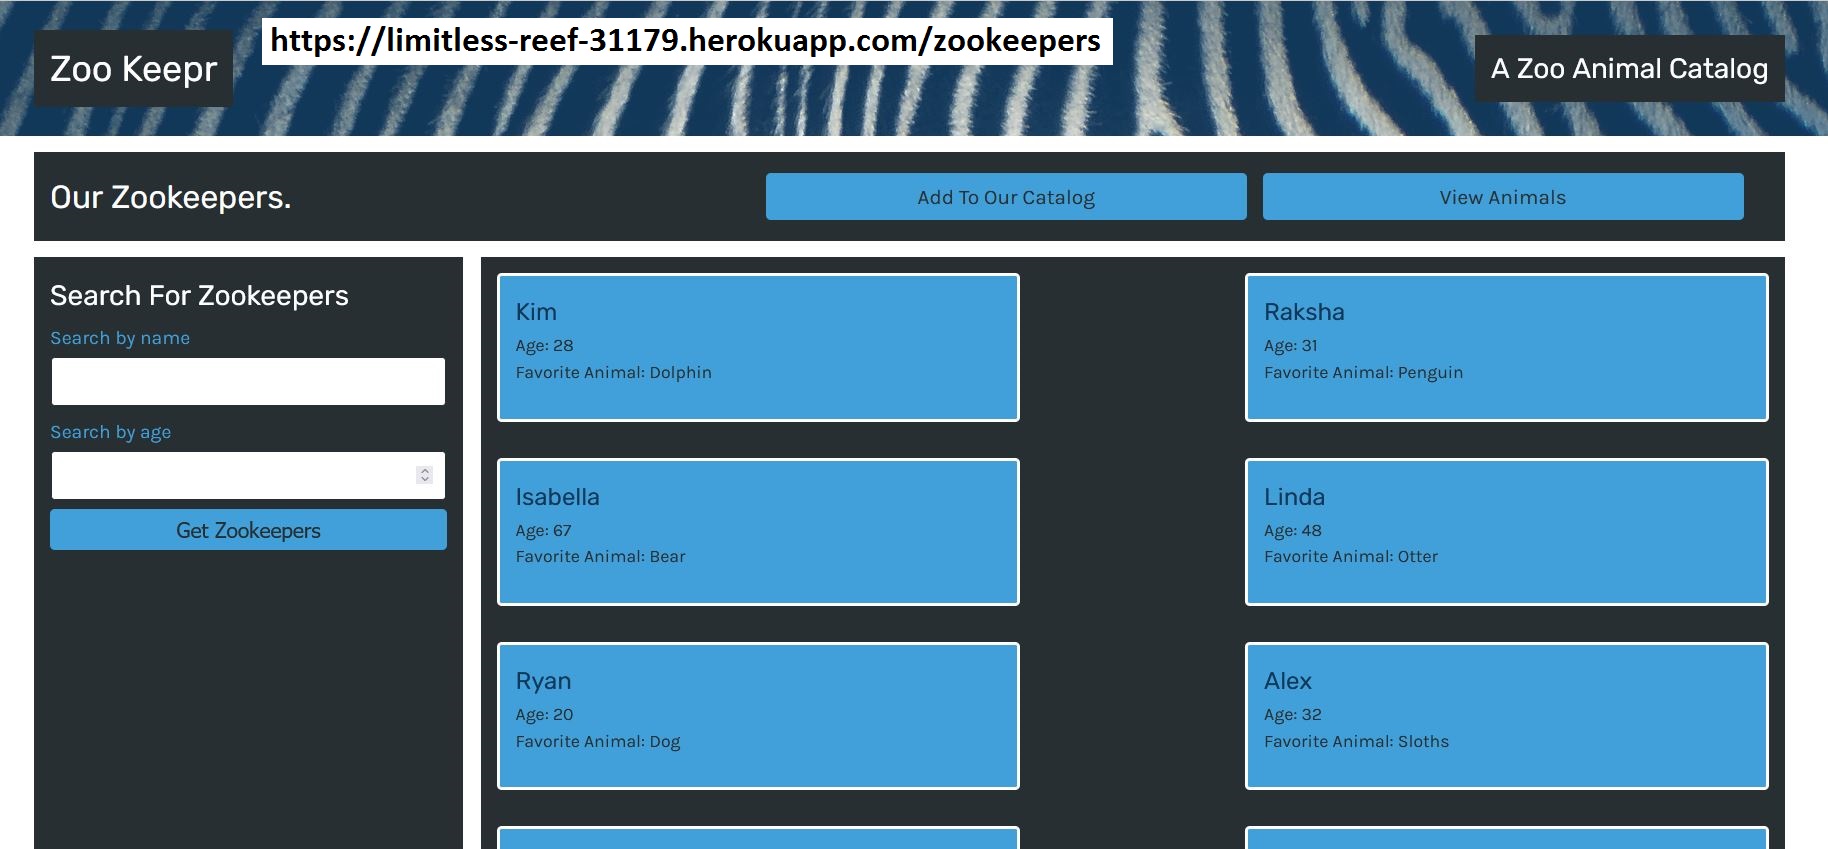 Zoo Keepr
https://limitless-reef-31179.herokuapp.com/zookeepers
A Zoo Animal Catalog
Our Zookeepers.
Add To Our Catalog
View Animals
Search For Zookeepers
Search by name
Search by age
Get Zookeepers
Kim
Age: 28
Favorite Animal: Dolphin
Raksha
Age: 31
Favorite Animal: Penguin
Isabella
Age: 67
Favorite Animal: Bear
Linda
Age: 48
Favorite Animal: Otter
Ryan
Age: 20
Favorite Animal: Dog
Alex
Age: 32
Favorite Animal: Sloths